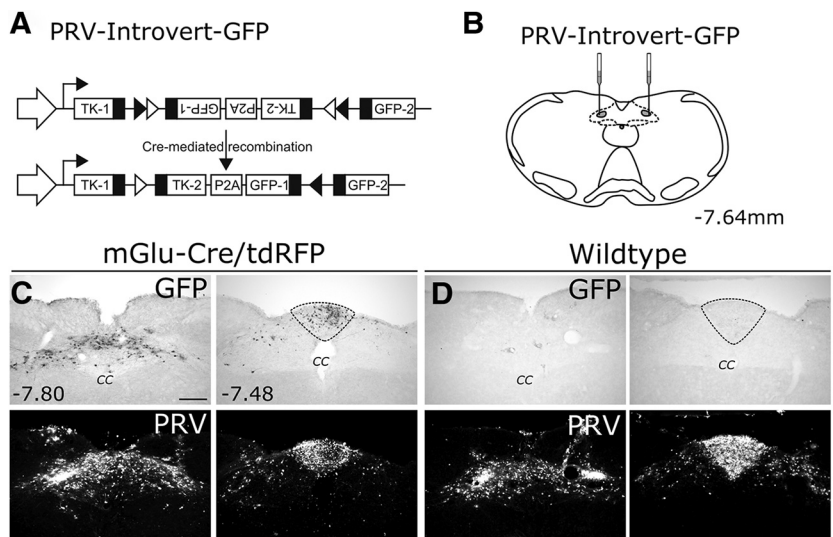 A PRV-Introvert-GFP
TK-1 GFP-1 P2A TK-2 GFP-2
Cre-mediated recombination
TK-1 TK-2 P2A GFP-1 GFP-2
B PRV-Introvert-GFP
-7.64mm
mGlu-Cre/tdRFP
Wildtype
C GFP
cc
-7.80
cc
-7.48
D GFP
cc
cc
PRV
PRV